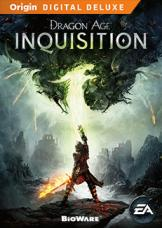 Origin DIGITAL DELUXE
DRAGON AGE
INQUISITION
BIOWARE
EA